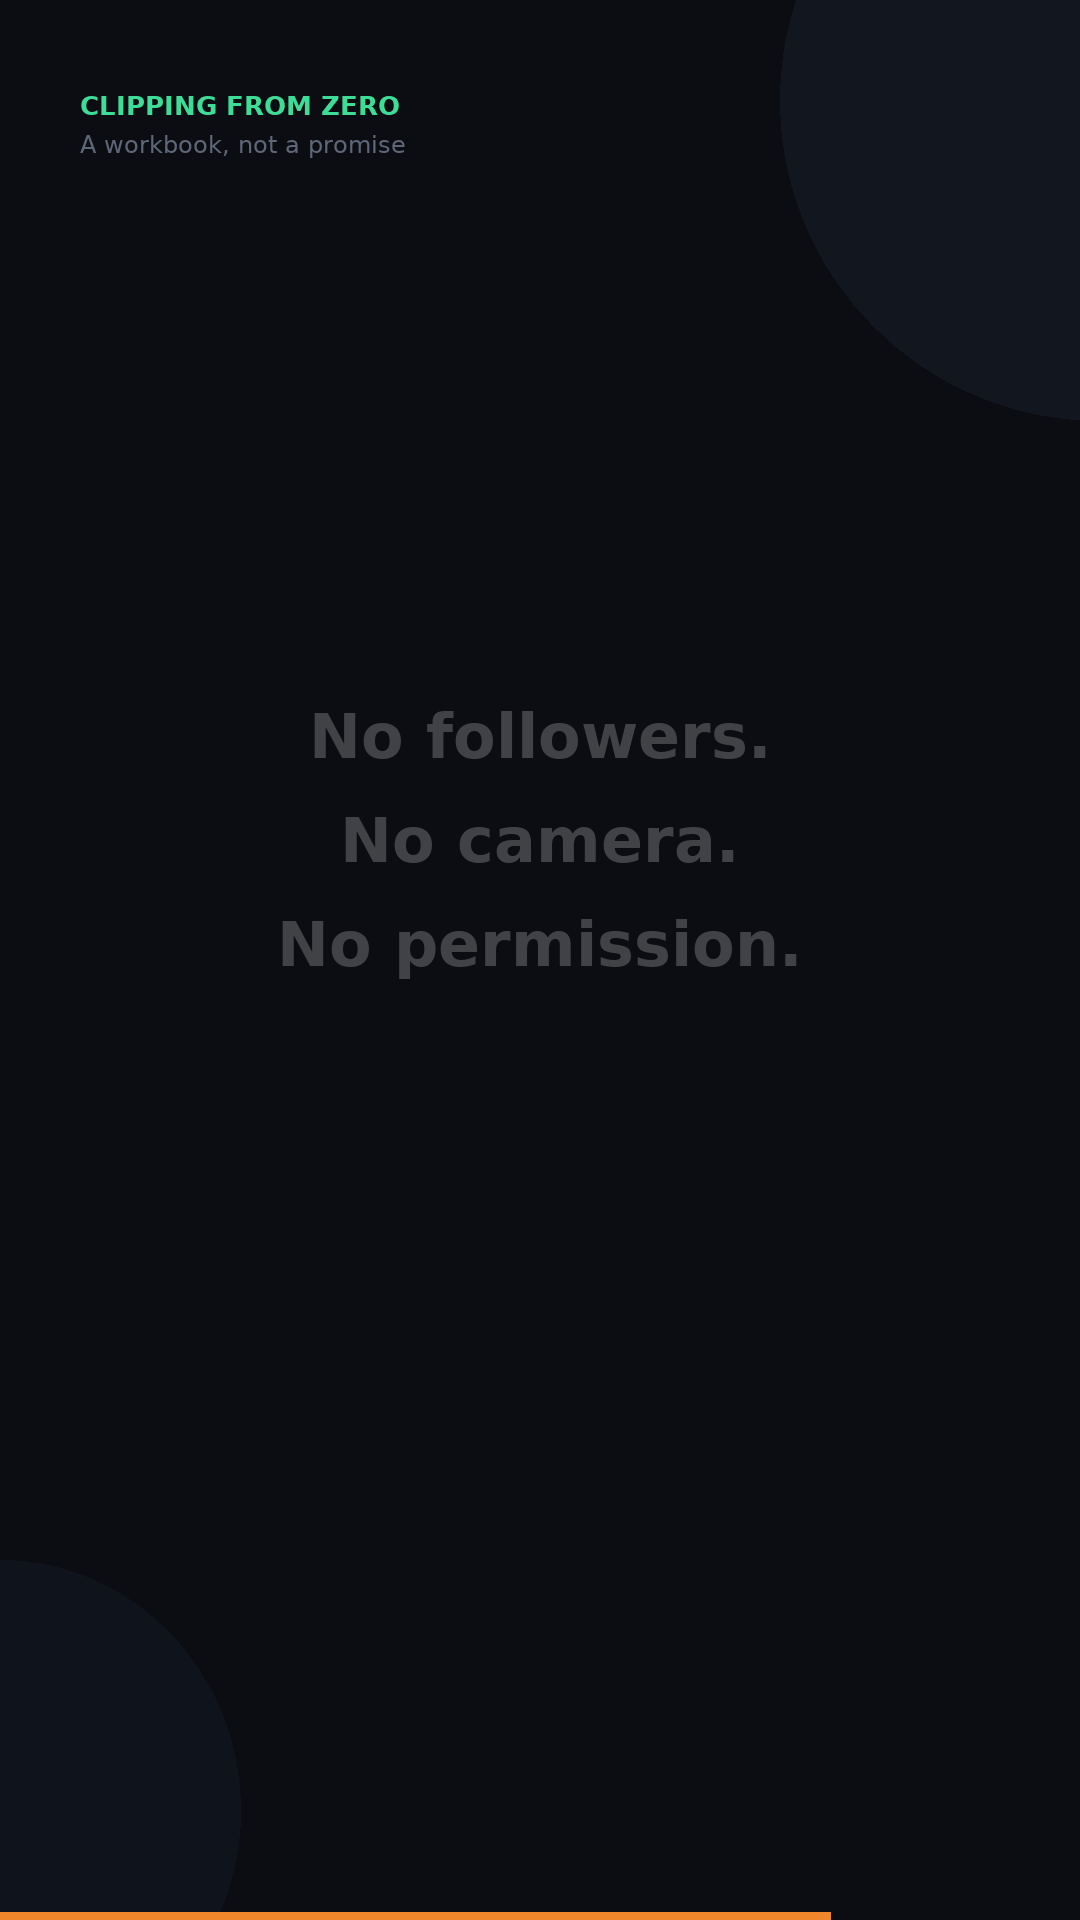 CLIPPING FROM ZERO
A workbook, not a promise
No followers.
No camera.
No permission.